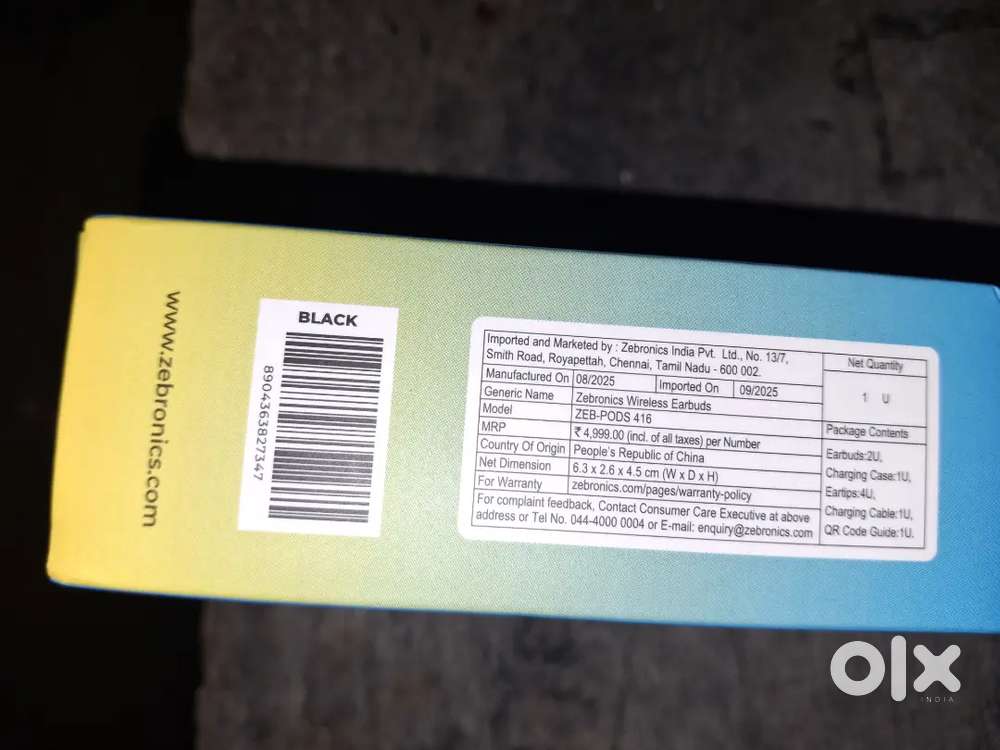 www.zebronics.com
BLACK
8904363827347
Imported and Marketed by : Zebronics India Pvt. Ltd., No. 13/7,
Smith Road, Royapettah, Chennai, Tamil Nadu - 600 002.
Manufactured On 08/2025 Imported On 09/2025
Generic Name Zebronics Wireless Earbuds
Model ZEB-PODS 416
MRP ₹ 4,999.00 (incl. of all taxes) per Number
Country Of Origin People's Republic of China
Net Dimension 6.3 x 2.6 x 4.5 cm (W x D x H)
For Warranty zebronics.com/pages/warranty-policy
For complaint feedback, Contact Consumer Care Executive at above
address or Tel No. 044-4000 0004 or E-mail: enquiry@zebronics.com
Net Quantity
1 U
Package Contents
Earbuds:2U,
Charging Case:1U,
Eartips:4U,
Charging Cable:1U,
QR Code Guide:1U.
olx
INDIA